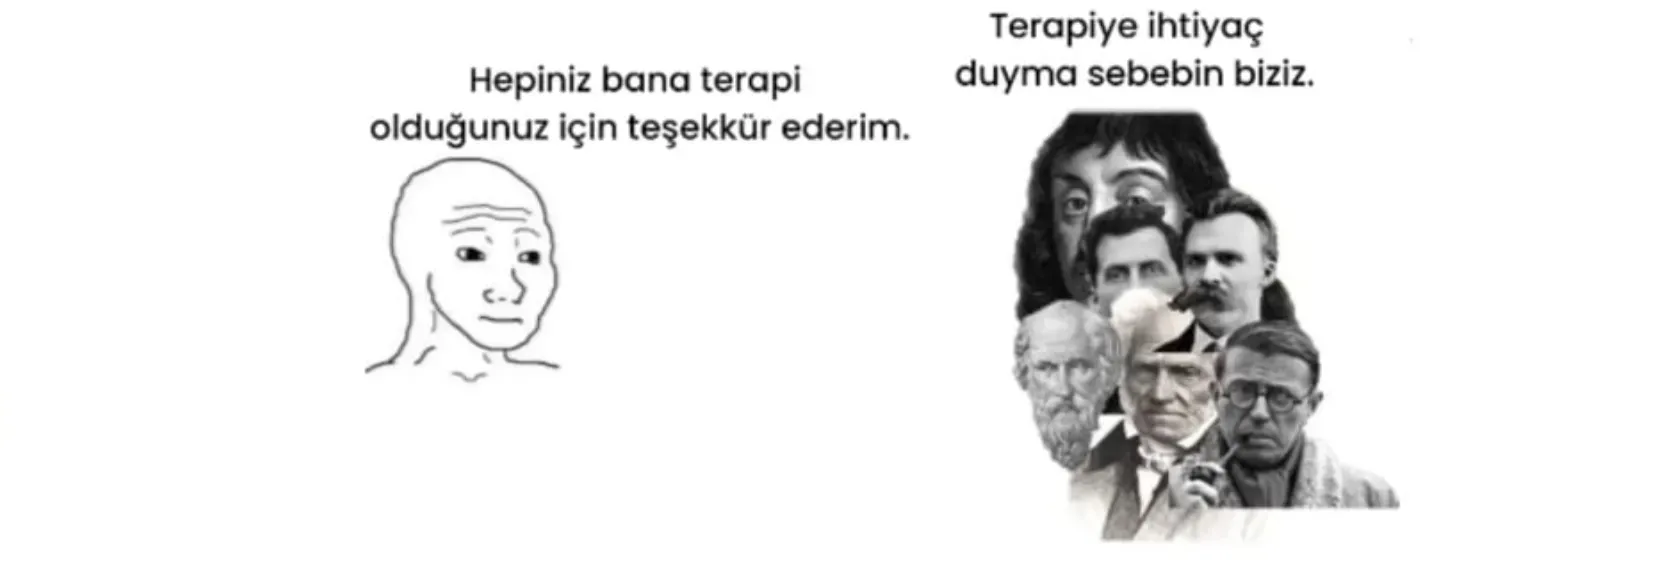 Hepiniz bana terapi
olduğunuz için teşekkür ederim.
Terapiye ihtiyaç
duyma sebebin biziz.